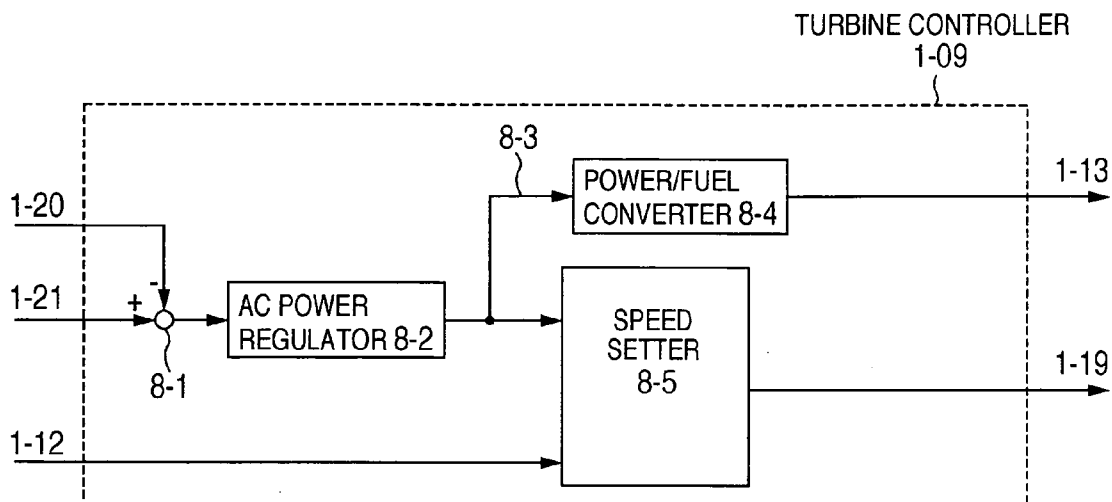 TURBINE CONTROLLER
1-09
8-3
1-13
POWER/FUEL
CONVERTER 8-4
1-20
-
1-21
+
AC POWER
REGULATOR 8-2
SPEED
SETTER
8-5
8-1
1-19
1-12